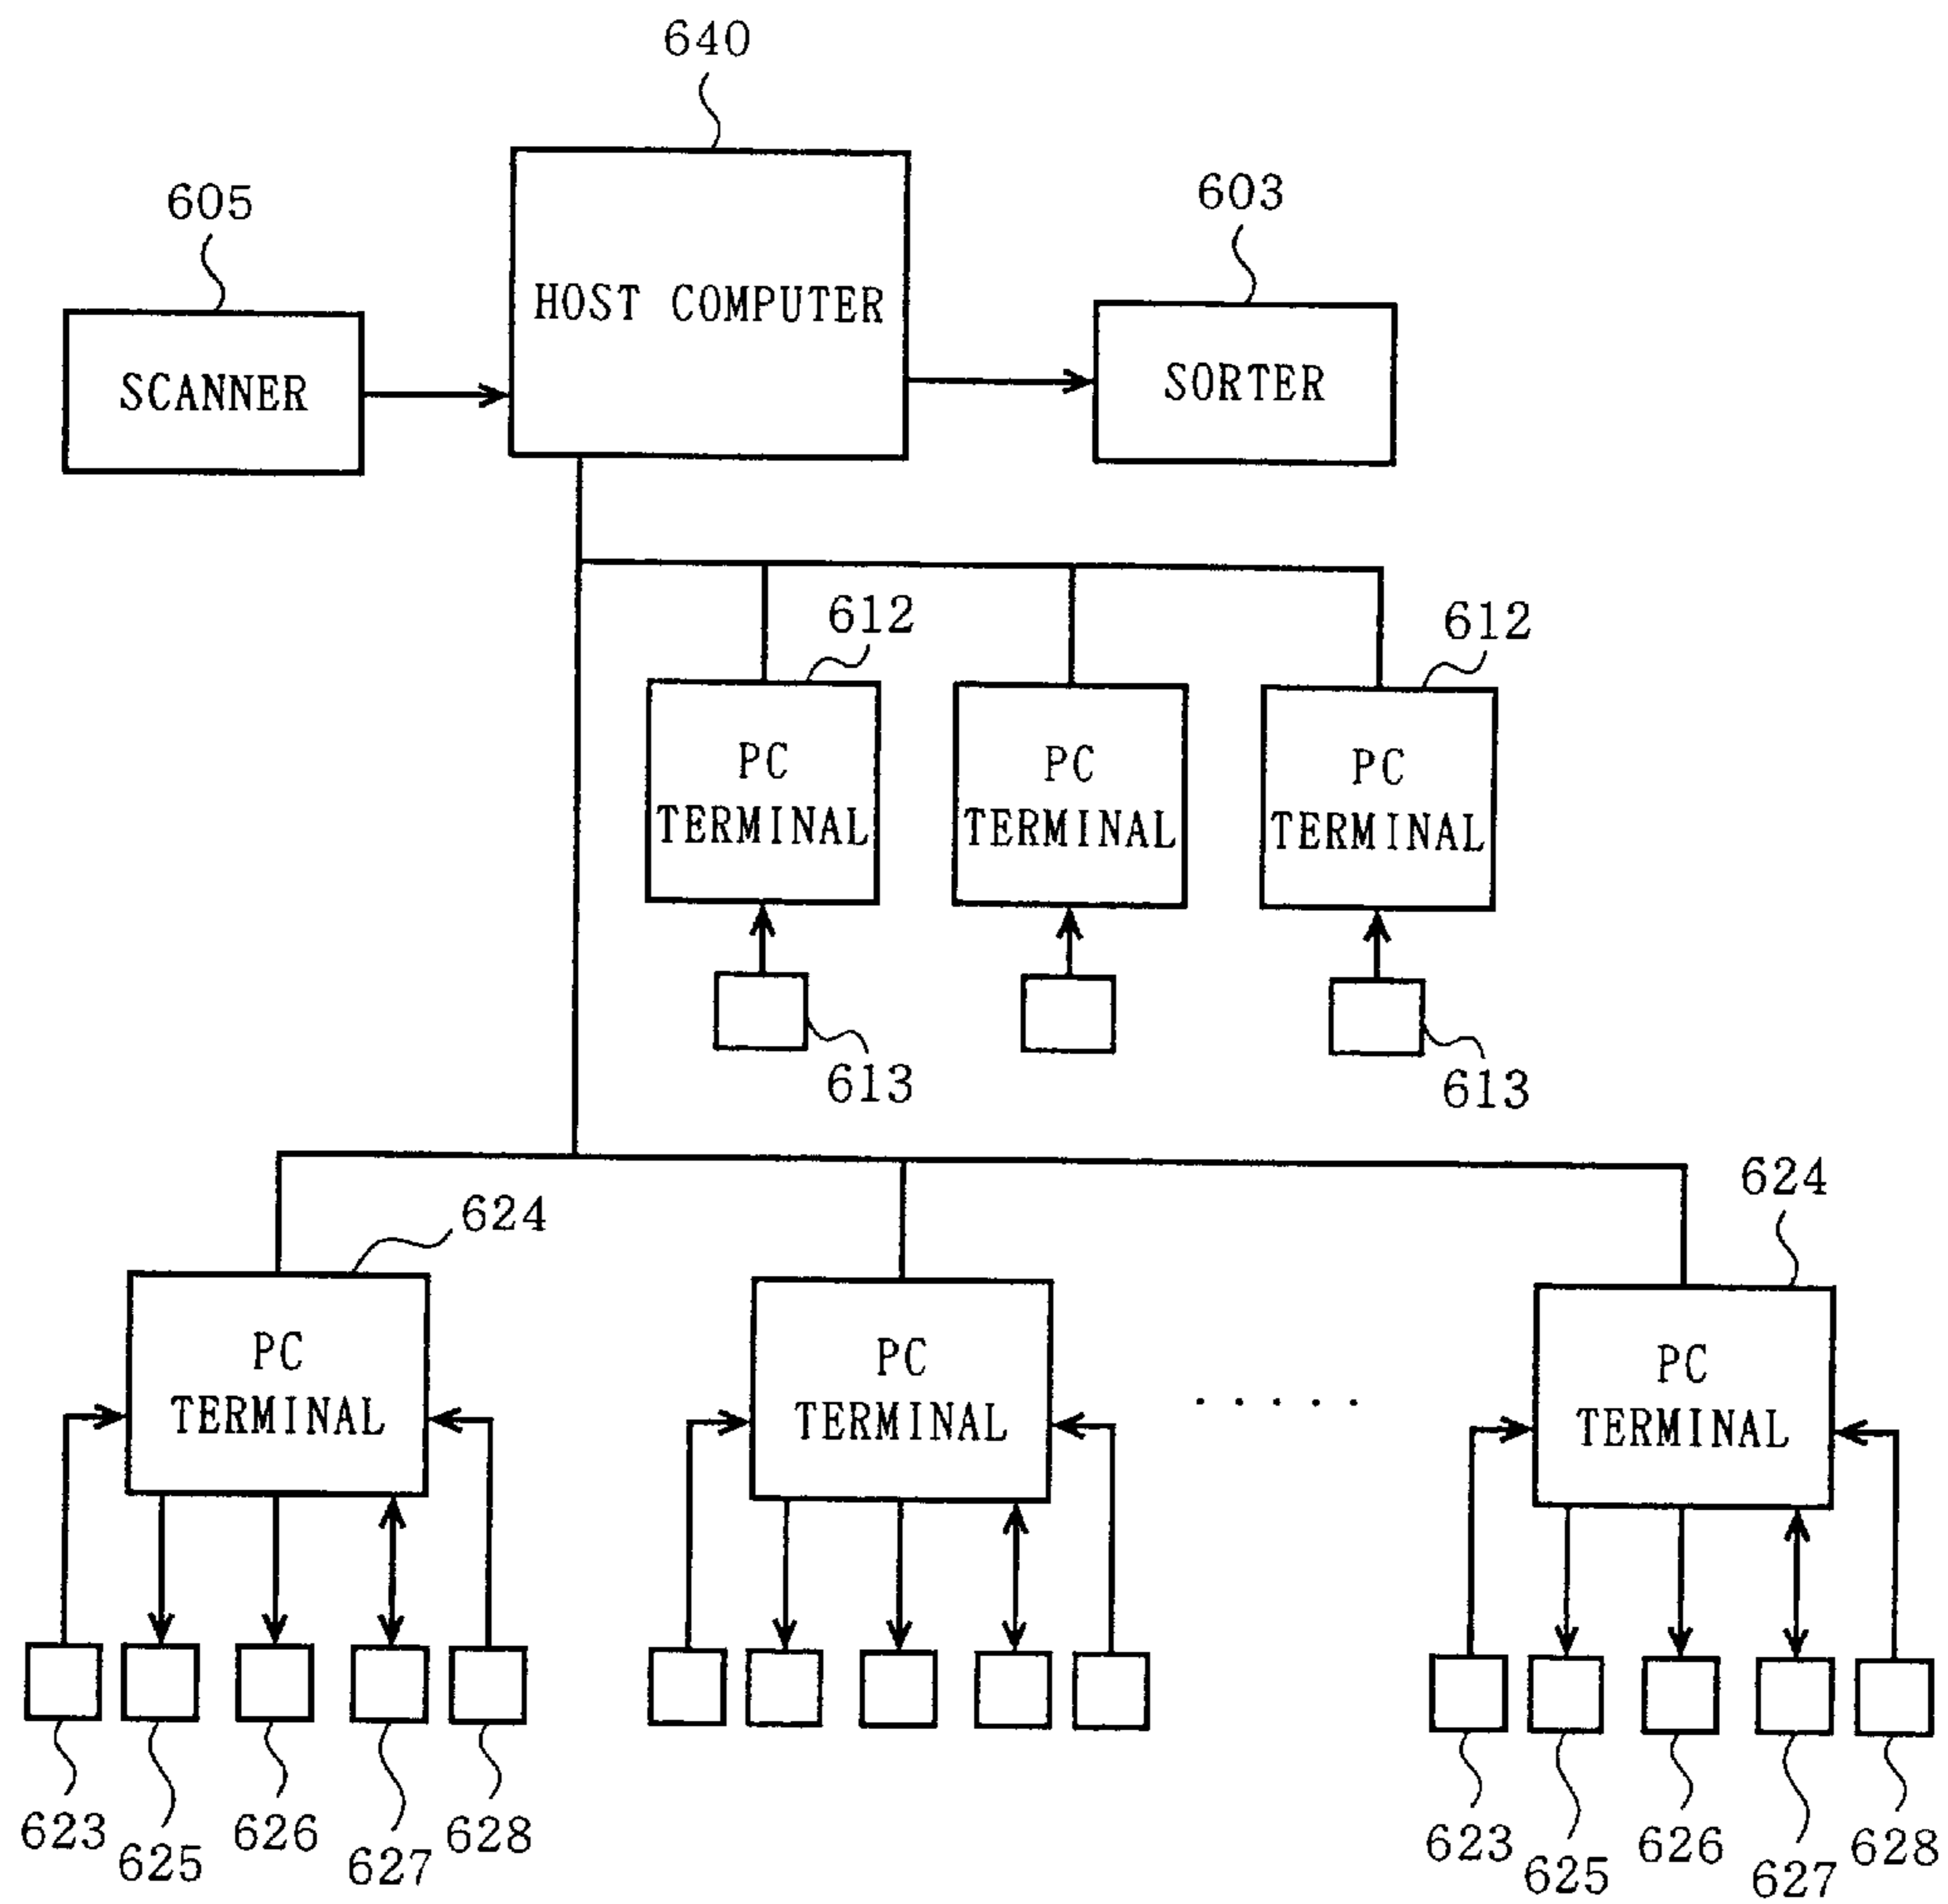 640
605
603
HOST COMPUTER
SCANNER
SORTER
612
612
PC
TERMINAL
PC
TERMINAL
PC
TERMINAL
613
613
624
624
PC
TERMINAL
PC
TERMINAL
.....
PC
TERMINAL
623
625
626
627
628
623
625
626
627
628